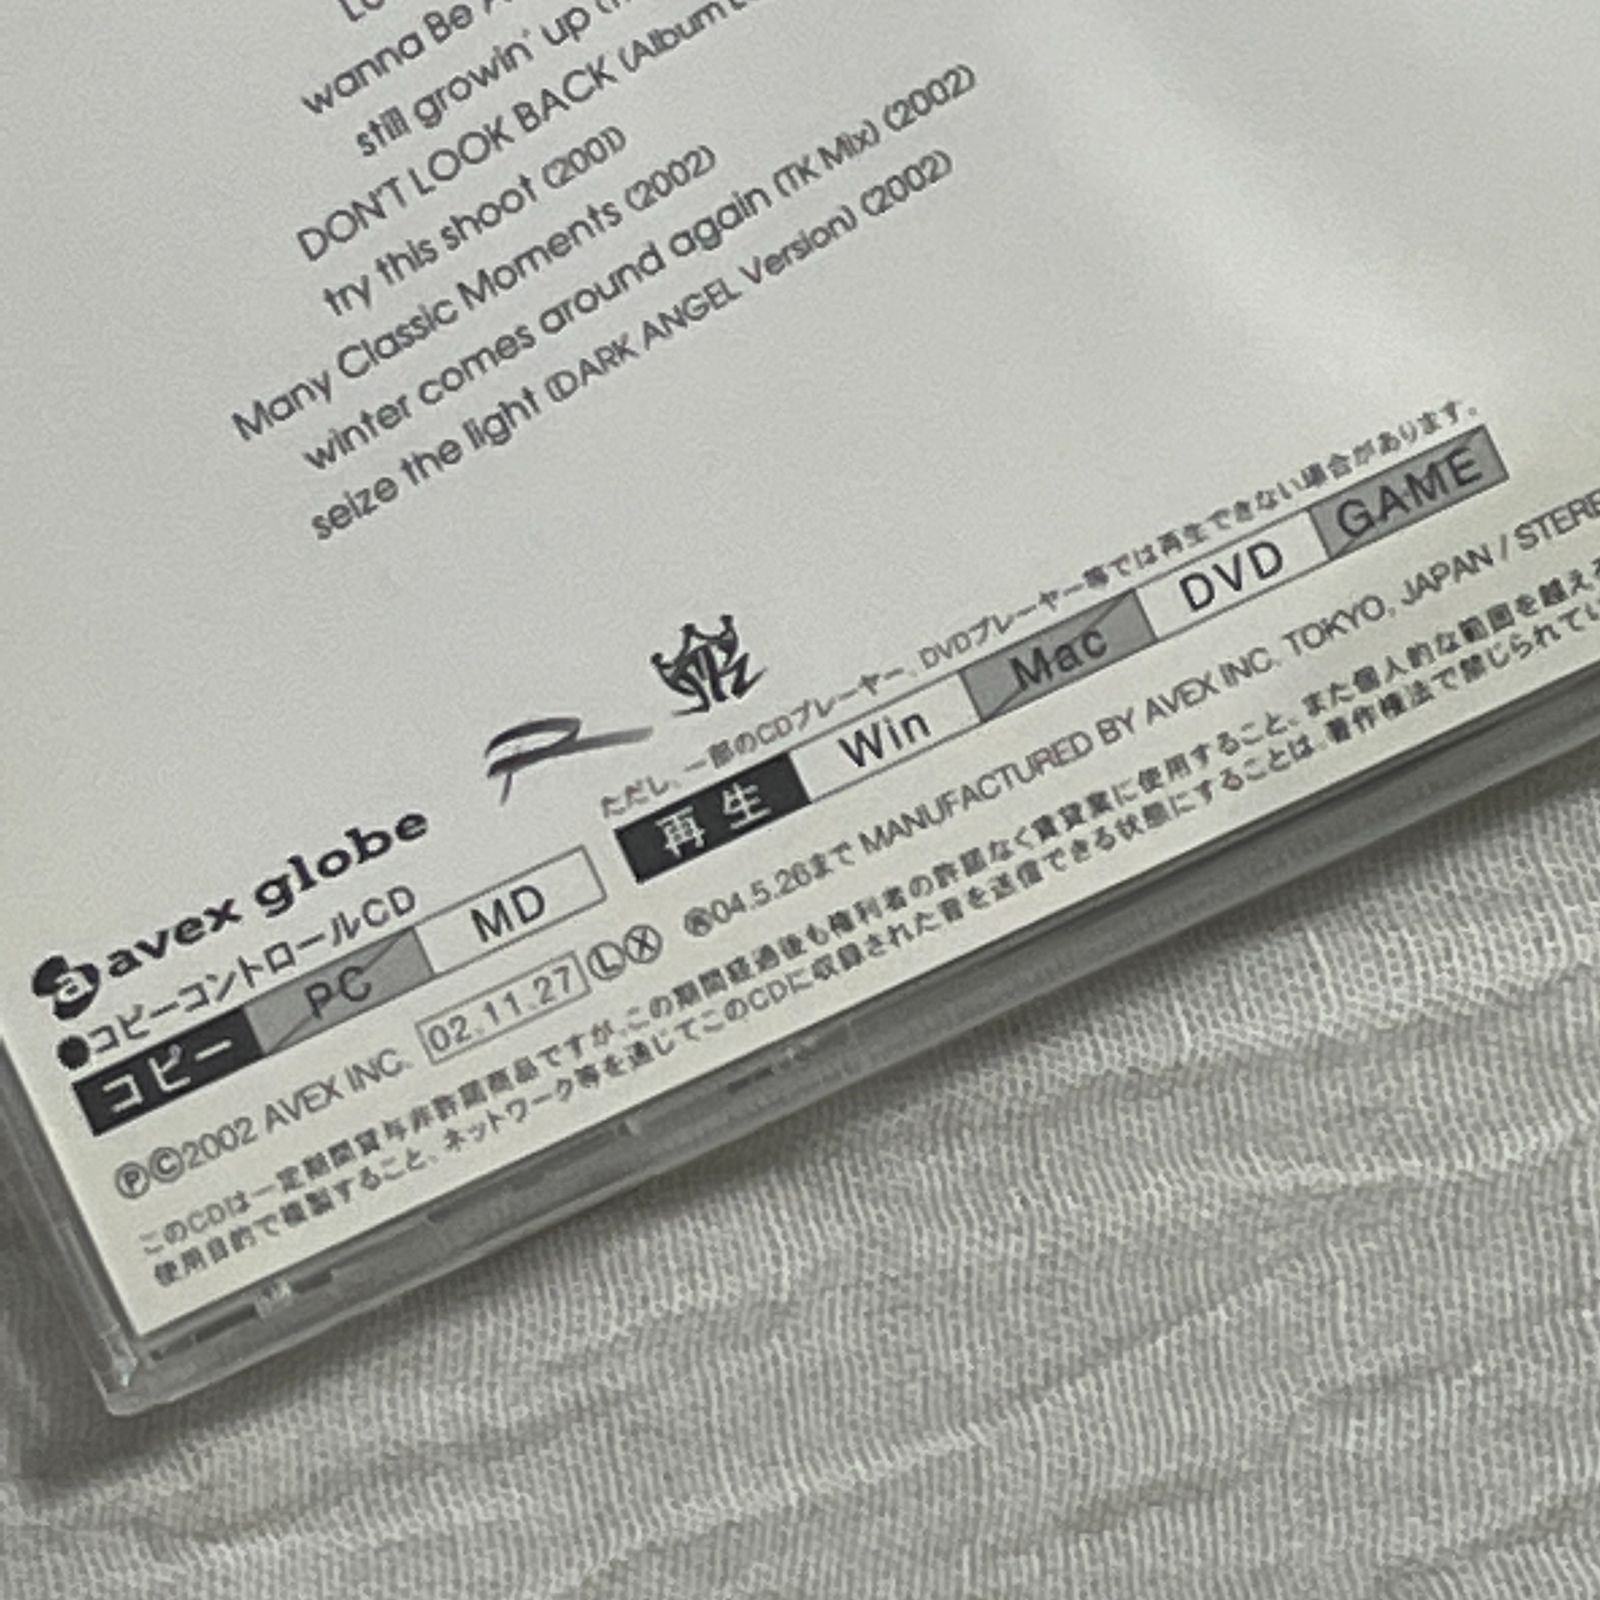 wanna Be
still growin' up
DON'T LOOK BACK (Album
try this shoot (2001)
Many Classic Moments (2002)
winter comes around again (TK Mix) (2002)
seize the light (DARK ANGEL Version) (2002)
avex globe
●コピーコントロールCD
ただし、一部のCDプレーヤー、DVDプレーヤー等では再生できない場合があります。
コピー PC MD 再生 Win Mac DVD GAME
Ⓟ©2002 AVEX INC. 02.11.27 ⓁⓍ 04.5.26まで MANUFACTURED BY AVEX INC. TOKYO, JAPAN / STERE
このCDは一定期間貸与非許諾商品ですが、この期間経過後も権利者の許諾なく賃貸業に使用すること、また個人的な範囲を越える
使用目的で複製すること、ネットワーク等を通じてこのCDに収録された音を送信できる状態にすることは、著作権法で禁じられてい